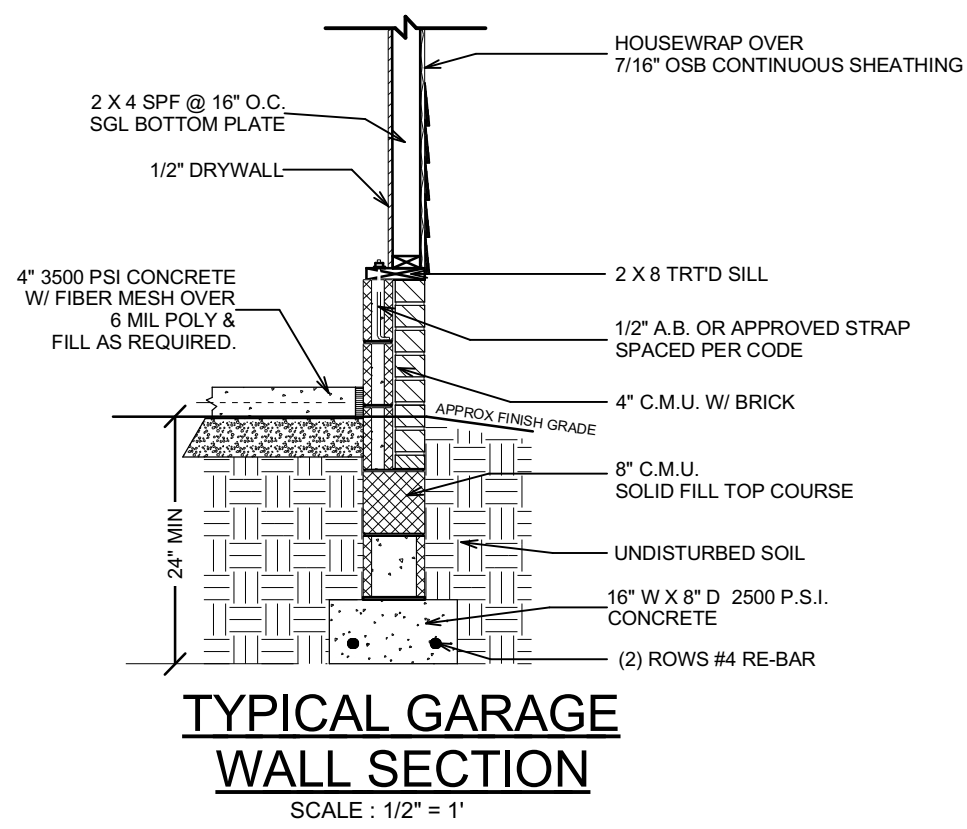 HOUSEWRAP OVER
7/16" OSB CONTINUOUS SHEATHING
2 X 4 SPF @ 16" O.C.
SGL BOTTOM PLATE
1/2" DRYWALL
4" 3500 PSI CONCRETE
W/ FIBER MESH OVER
6 MIL POLY &
FILL AS REQUIRED.
2 X 8 TRT'D SILL
1/2" A.B. OR APPROVED STRAP
SPACED PER CODE
4" C.M.U. W/ BRICK
APPROX FINISH GRADE
8" C.M.U.
SOLID FILL TOP COURSE
24" MIN
UNDISTURBED SOIL
16" W X 8" D 2500 P.S.I.
CONCRETE
(2) ROWS #4 RE-BAR
TYPICAL GARAGE
WALL SECTION
SCALE : 1/2" = 1'